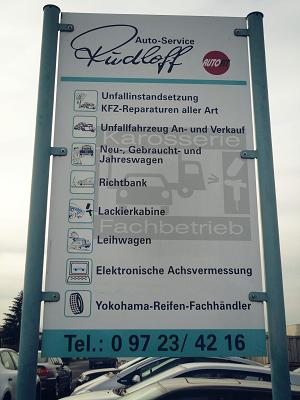 Auto-Service
Rudloff
AUTO
Unfallinstandsetzung
KFZ-Reparaturen aller Art
Unfallfahrzeug An- und Verkauf
Karosserie
Neu-, Gebraucht- und
Jahreswagen
Richtbank
Lackierkabine
Fachbetrieb
Leihwagen
Elektronische Achsvermessung
Yokohama-Reifen-Fachhändler
Tel.: 0 97 23/ 42 16